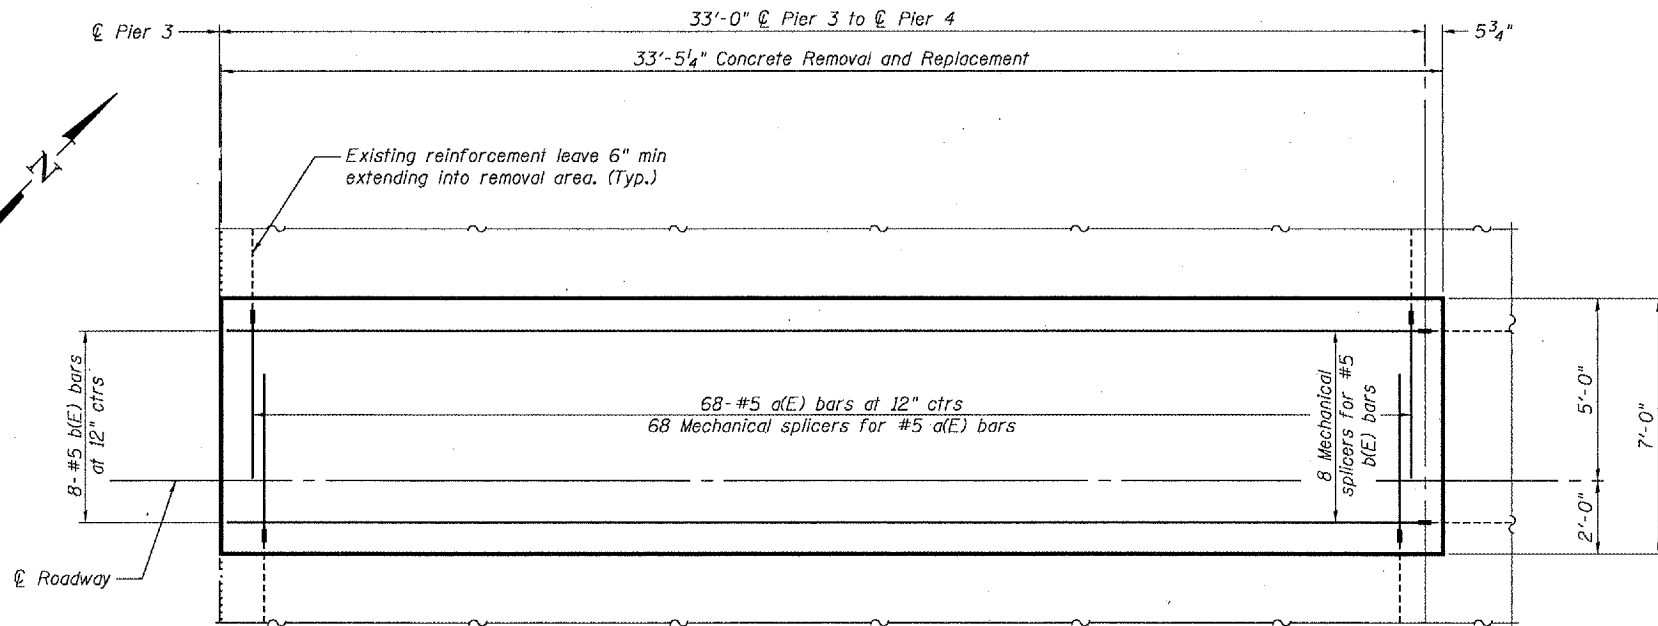 33'-0" ℄ Pier 3 to ℄ Pier 4
℄ Pier 3
5¾"
33'-5¼" Concrete Removal and Replacement
N
Existing reinforcement leave 6" min
extending into removal area. (Typ.)
8-#5 b(E) bars
at 12" ctrs
68-#5 a(E) bars at 12" ctrs
68 Mechanical splicers for #5 a(E) bars
8 Mechanical
splicers for #5
b(E) bars
5'-0"
7'-0"
2'-0"
℄ Roadway